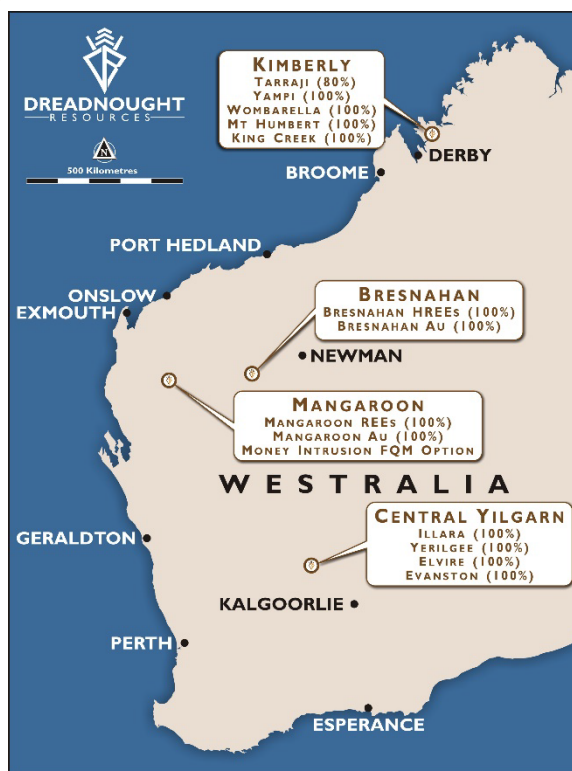 DREADNOUGHT
RESOURCES
N
500 KILOMETRES
KIMBERLY
TARRAJI (80%)
YAMPI (100%)
WOMBARELLA (100%)
MT HUMBERT (100%)
KING CREEK (100%)
DERBY
BROOME
PORT HEDLAND
ONSLOW
EXMOUTH
BRESNAHAN
BRESNAHAN HREES (100%)
BRESNAHAN AU (100%)
NEWMAN
MANGAROON
MANGAROON REES (100%)
MANGAROON AU (100%)
MONEY INTRUSION FQM OPTION
WESTRALIA
GERALDTON
CENTRAL YILGARN
ILLARA (100%)
YERILGEE (100%)
ELVIRE (100%)
EVANSTON (100%)
KALGOORLIE
PERTH
ESPERANCE